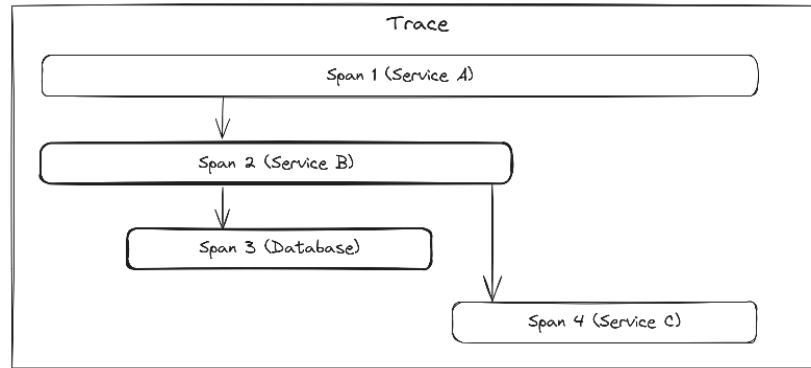 Trace
Span 1 (Service A)
Span 2 (Service B)
Span 3 (Database)
Span 4 (Service C)